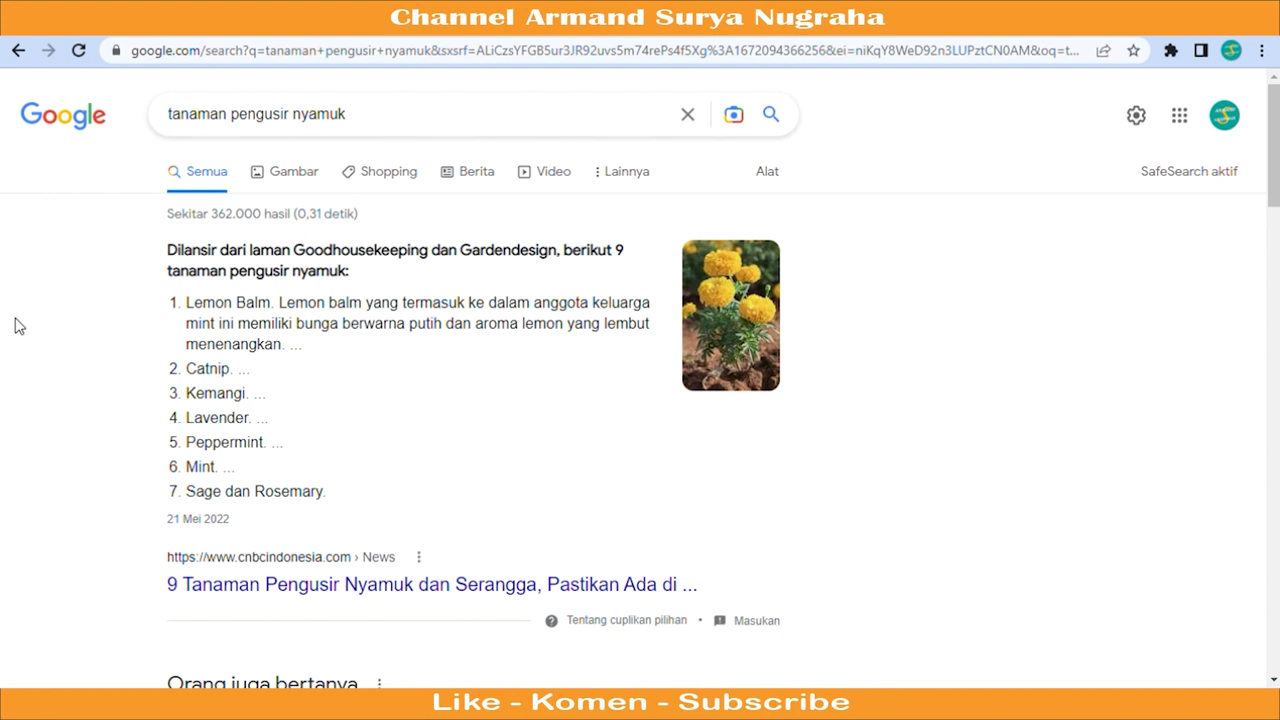 Channel Armand Surya Nugraha
google.com/search?q=tanaman+pengusir+nyamuk&sxsrf=ALiCzsYFGB5ur3JR92uvs5m74rePs4f5Xg%3A1672094366256&ei=niKqY8WeD92n3LUPztCN0AM&oq=t...
Google
tanaman pengusir nyamuk
Semua Gambar Shopping Berita Video Lainnya Alat SafeSearch aktif
Sekitar 362.000 hasil (0,31 detik)
Dilansir dari laman Goodhousekeeping dan Gardendesign, berikut 9
tanaman pengusir nyamuk:
1. Lemon Balm. Lemon balm yang termasuk ke dalam anggota keluarga
mint ini memiliki bunga berwarna putih dan aroma lemon yang lembut
menenangkan. ...
2. Catnip. ...
3. Kemangi. ...
4. Lavender. ...
5. Peppermint. ...
6. Mint. ...
7. Sage dan Rosemary.
21 Mei 2022
https://www.cnbcindonesia.com › News
9 Tanaman Pengusir Nyamuk dan Serangga, Pastikan Ada di ...
Tentang cuplikan pilihan • Masukan
Orang juga bertanya
Like - Komen - Subscribe